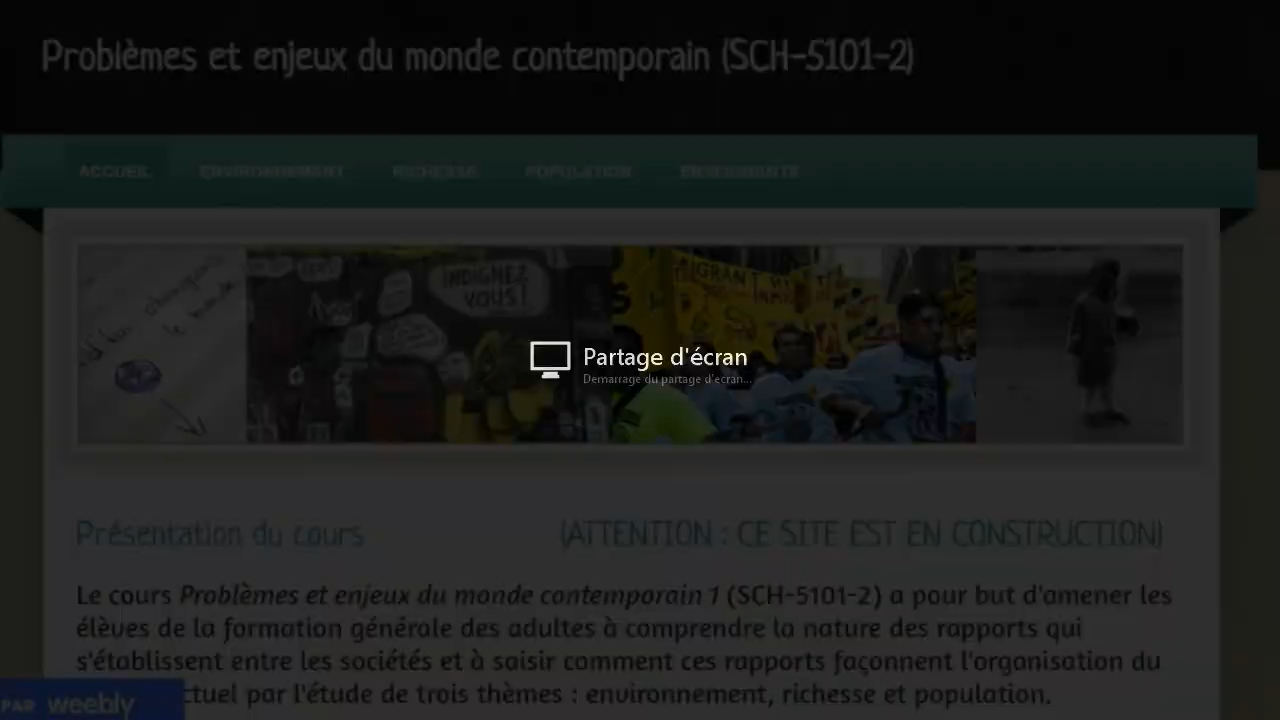 Problèmes et enjeux du monde contemporain (SCH-5101-2)
ACCUEIL ENVIRONNEMENT RICHESSE POPULATION ENSEIGNANTS
INDIGNEZ
VOUS !
Partage d'écran
Démarrage du partage d'écran...
Présentation du cours (ATTENTION : CE SITE EST EN CONSTRUCTION)
Le cours Problèmes et enjeux du monde contemporain 1 (SCH-5101-2) a pour but d'amener les
élèves de la formation générale des adultes à comprendre la nature des rapports qui
s'établissent entre les sociétés et à saisir comment ces rapports façonnent l'organisation du
ctuel par l'étude de trois thèmes : environnement, richesse et population.
PAR weebly